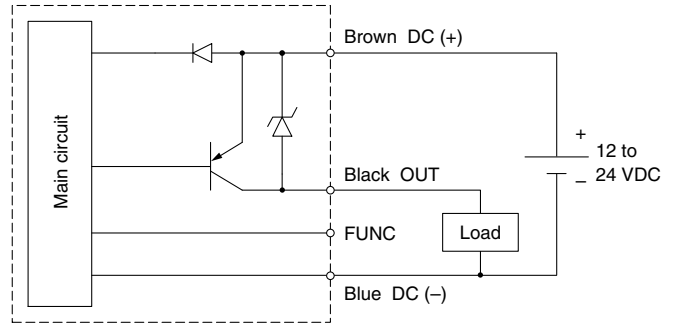 Brown DC (+)
Main circuit
+
12 to
– 24 VDC
Black OUT
FUNC
Load
Blue DC (–)